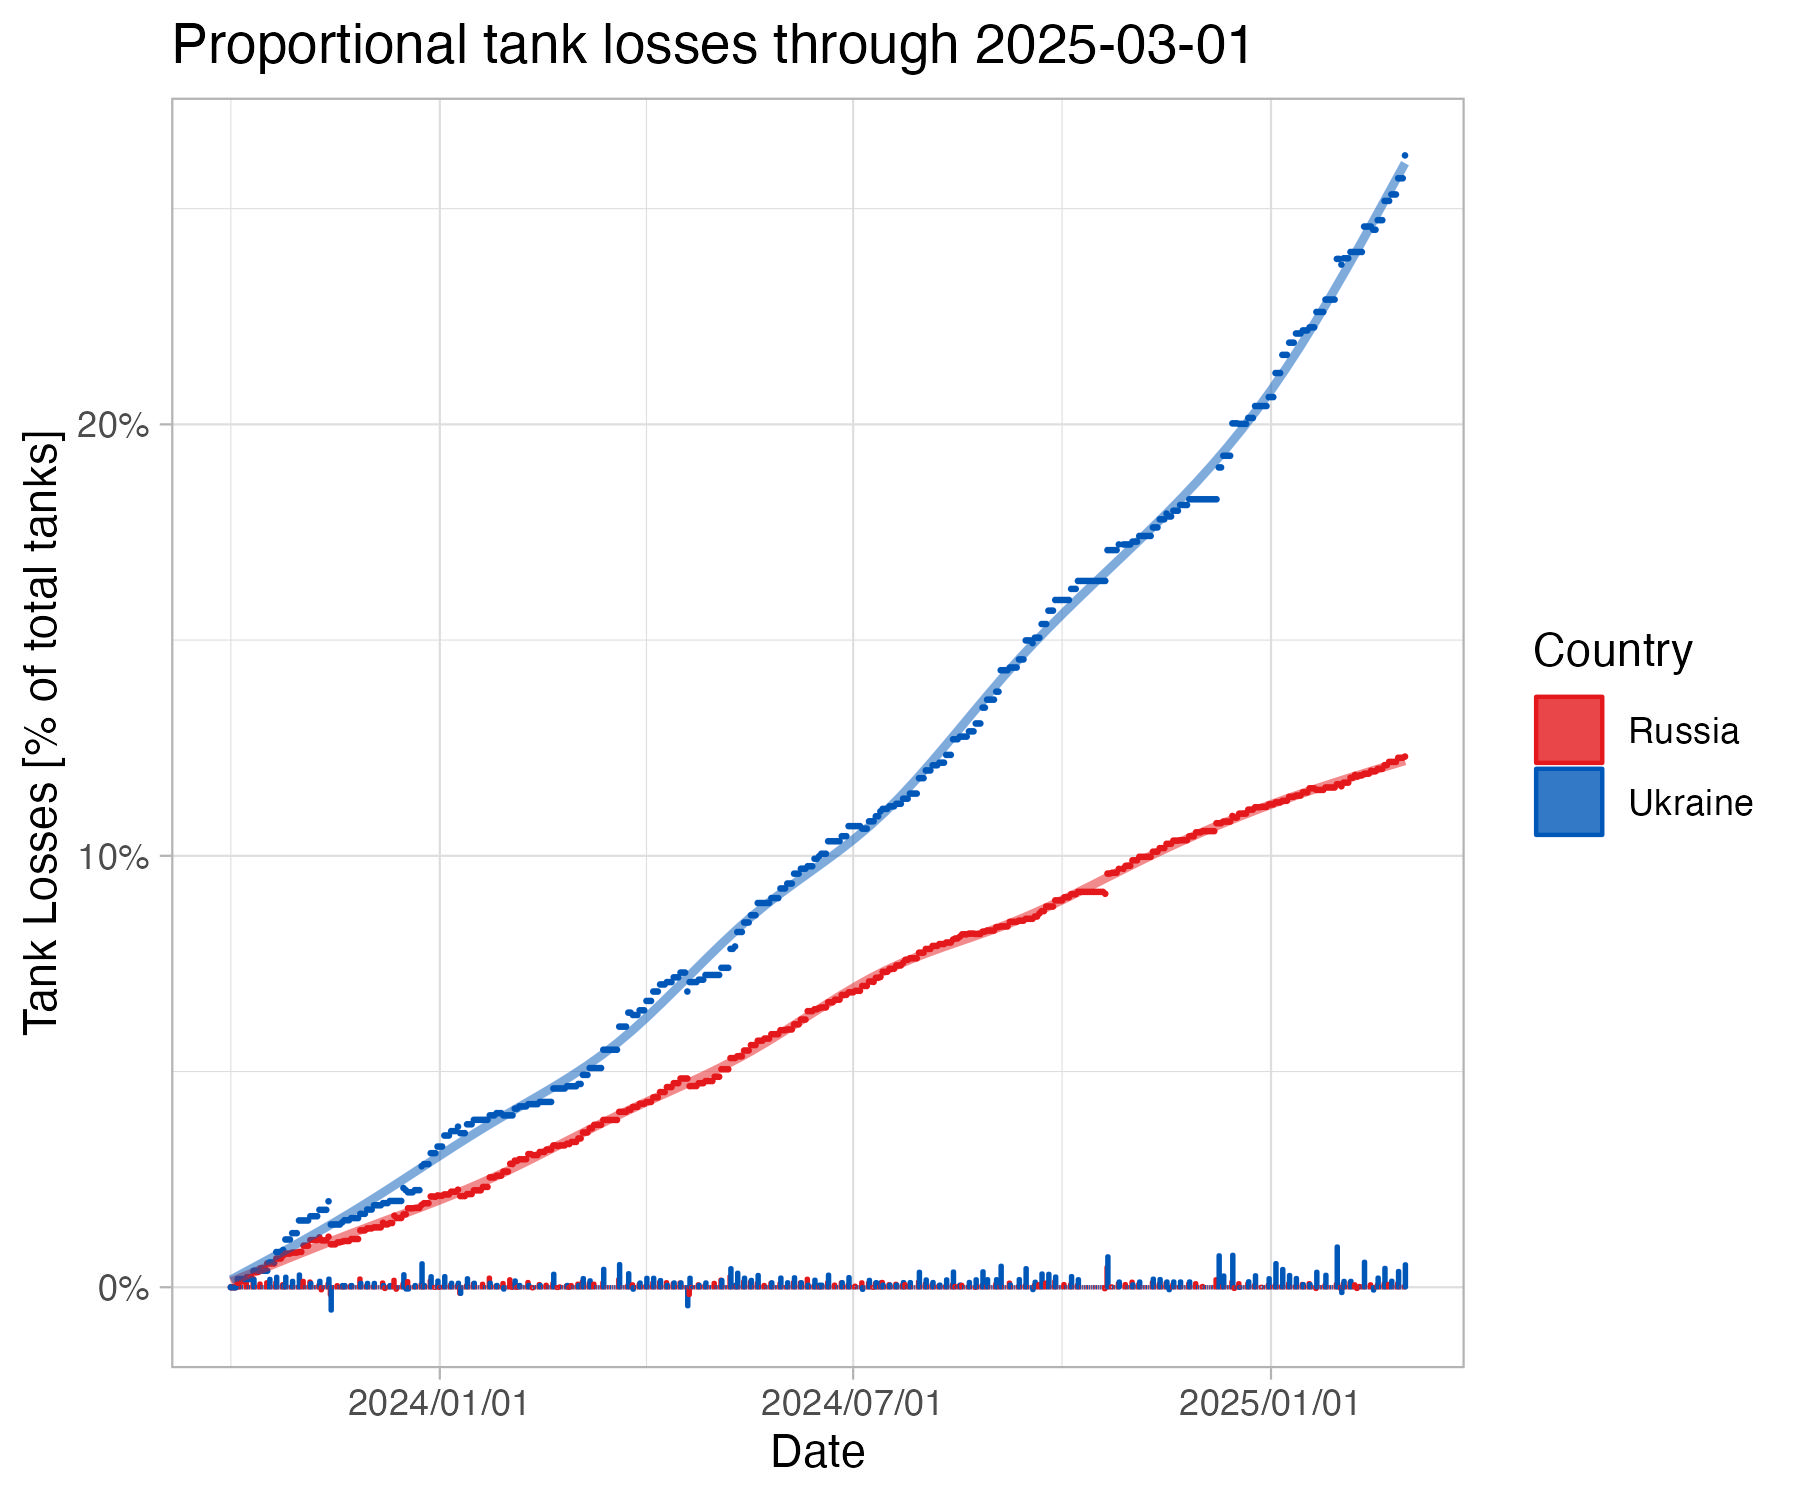 Proportional tank losses through 2025-03-01
Tank Losses [% of total tanks]
20%
10%
0%
2024/01/01
2024/07/01
2025/01/01
Date
Country
Russia
Ukraine